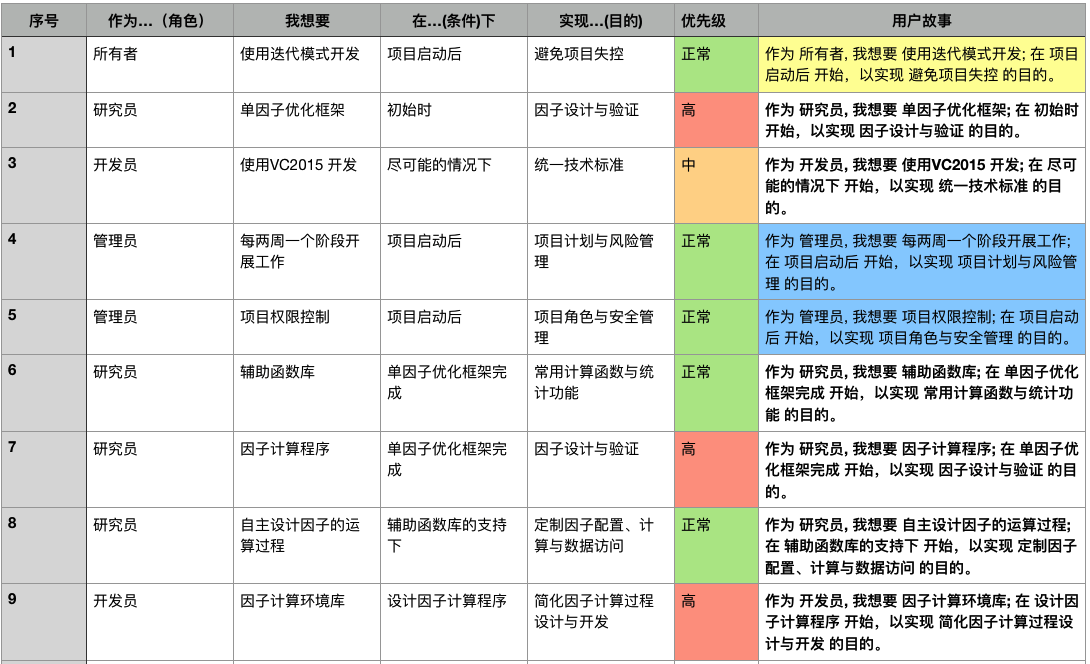 序号 作为…（角色） 我想要 在…(条件)下 实现…(目的) 优先级 用户故事
1 所有者 使用迭代模式开发 项目启动后 避免项目失控 正常 作为 所有者, 我想要 使用迭代模式开发; 在 项目
启动后 开始，以实现 避免项目失控 的目的。
2 研究员 单因子优化框架 初始时 因子设计与验证 高 作为 研究员, 我想要 单因子优化框架; 在 初始时
开始，以实现 因子设计与验证 的目的。
3 开发员 使用VC2015 开发 尽可能的情况下 统一技术标准 中 作为 开发员, 我想要 使用VC2015 开发; 在 尽可
能的情况下 开始，以实现 统一技术标准 的目
的。
4 管理员 每两周一个阶段开 项目启动后 项目计划与风险管 正常 作为 管理员, 我想要 每两周一个阶段开展工作;
展工作 理 在 项目启动后 开始，以实现 项目计划与风险管
理 的目的。
5 管理员 项目权限控制 项目启动后 项目角色与安全管 正常 作为 管理员, 我想要 项目权限控制; 在 项目启动
理 后 开始，以实现 项目角色与安全管理 的目的。
6 研究员 辅助函数库 单因子优化框架完 常用计算函数与统 正常 作为 研究员, 我想要 辅助函数库; 在 单因子优化
成 计功能 框架完成 开始，以实现 常用计算函数与统计功
能 的目的。
7 研究员 因子计算程序 单因子优化框架完 因子设计与验证 高 作为 研究员, 我想要 因子计算程序; 在 单因子优
成 化框架完成 开始，以实现 因子设计与验证 的目
的。
8 研究员 自主设计因子的运 辅助函数库的支持 定制因子配置、计 正常 作为 研究员, 我想要 自主设计因子的运算过程;
算过程 下 算与数据访问 在 辅助函数库的支持下 开始，以实现 定制因子
配置、计算与数据访问 的目的。
9 开发员 因子计算环境库 设计因子计算程序 简化因子计算过程 高 作为 开发员, 我想要 因子计算环境库; 在 设计因
设计与开发 子计算程序 开始，以实现 简化因子计算过程设
计与开发 的目的。